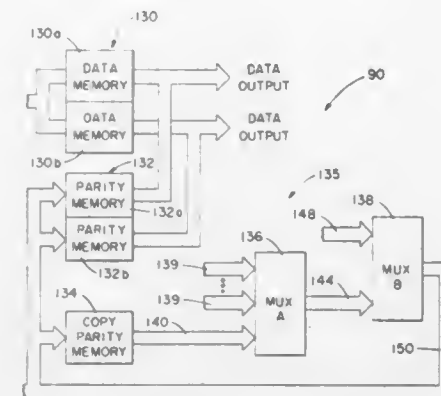 130a
130
DATA MEMORY
DATA OUTPUT
90
DATA MEMORY
DATA OUTPUT
130b
132
PARITY MEMORY
132a
135
138
148
PARITY MEMORY
136
132b
139
MUX B
134
144
139
MUX A
COPY PARITY MEMORY
140
150